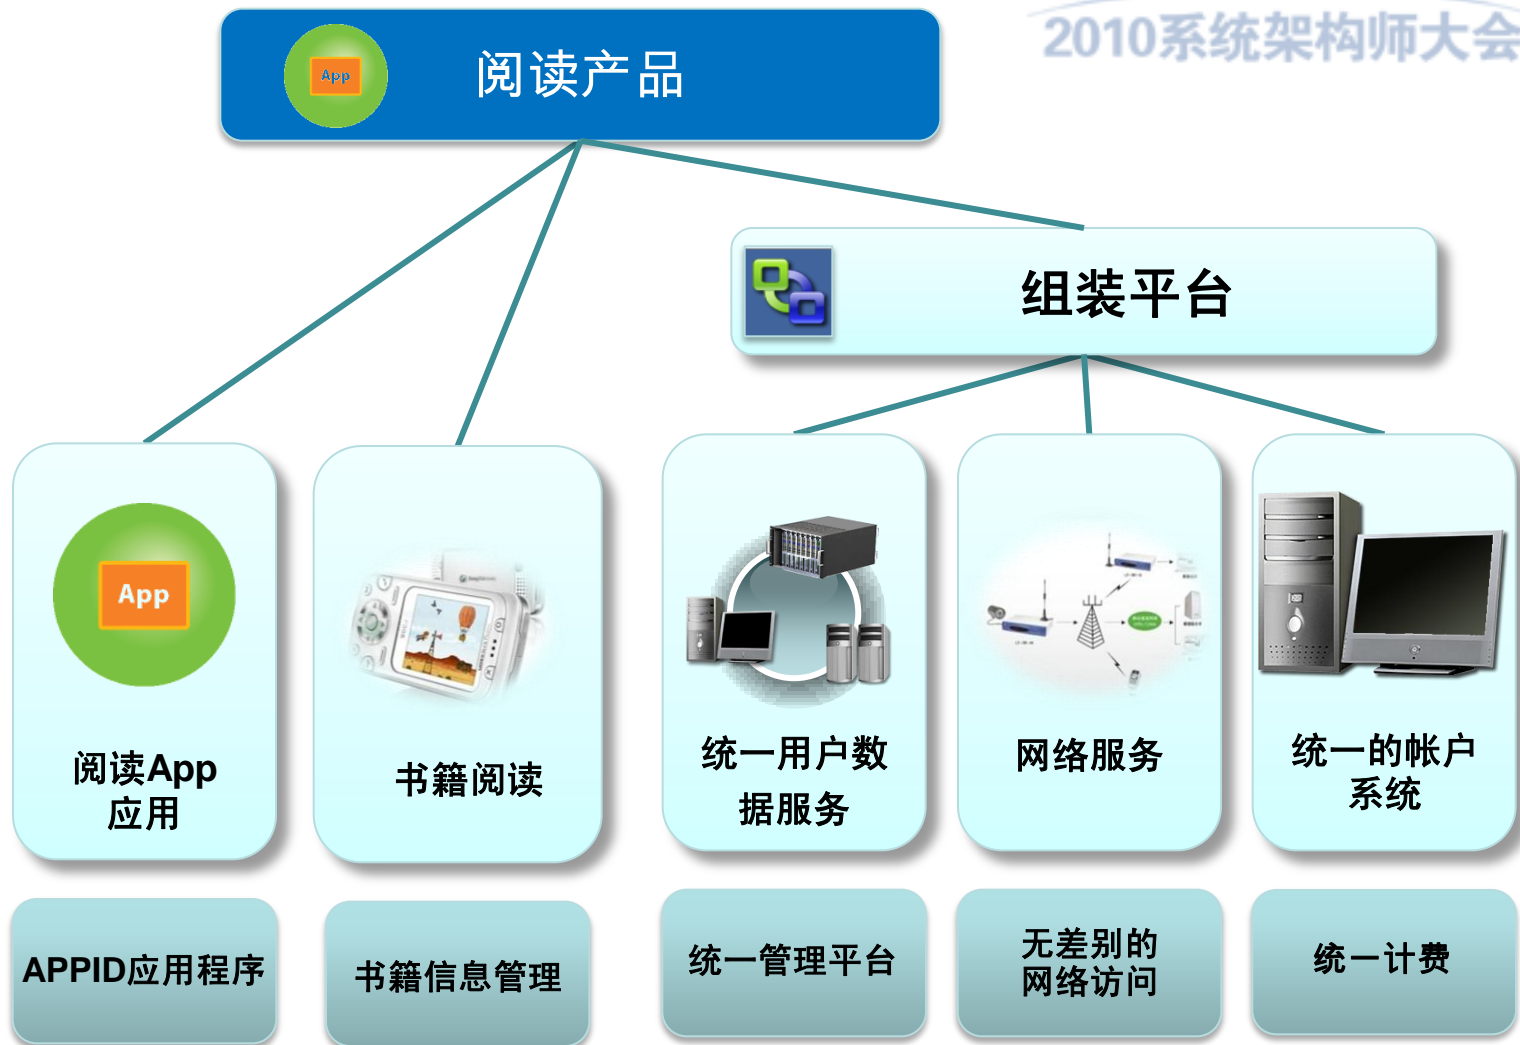 2010系统架构师大会
App
阅读产品
组装平台
App
阅读App
应用
书籍阅读
统一用户数
据服务
网络服务
统一的帐户
系统
APPID应用程序
书籍信息管理
统一管理平台
无差别的
网络访问
统一计费